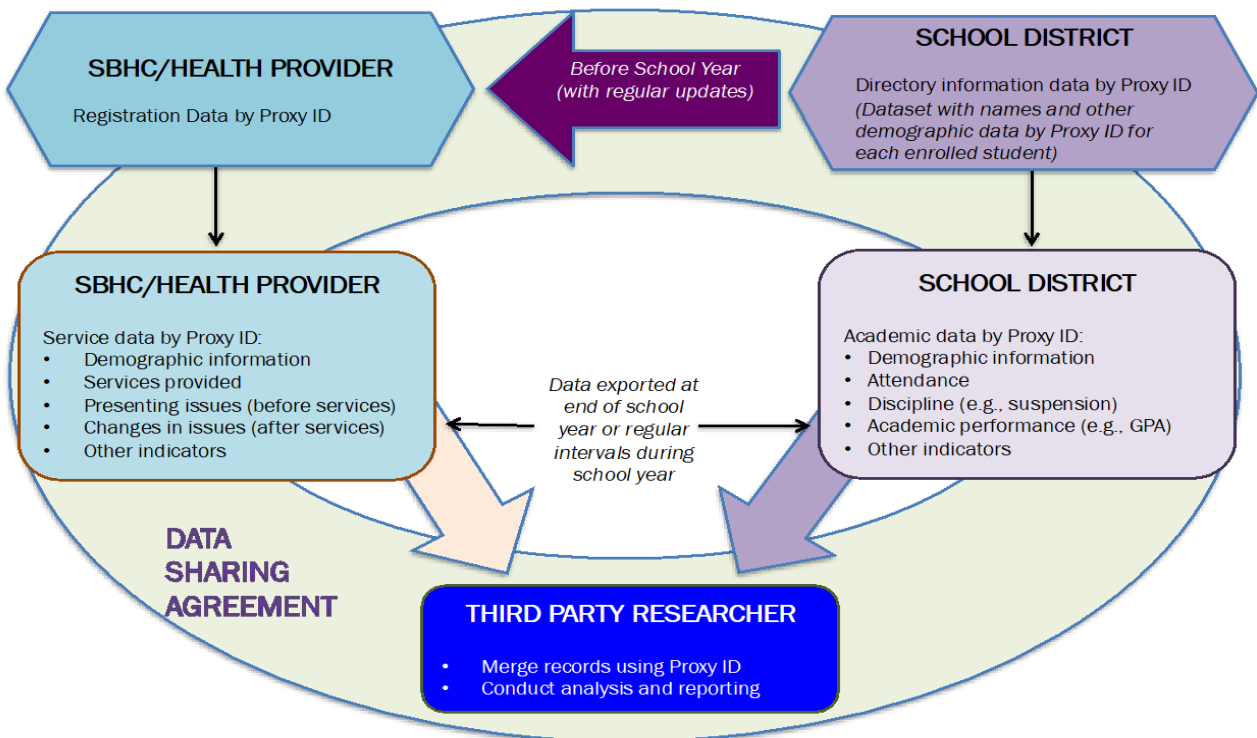 SBHC/HEALTH PROVIDER
Registration Data by Proxy ID
Before School Year
(with regular updates)
SCHOOL DISTRICT
Directory information data by Proxy ID
(Dataset with names and other
demographic data by Proxy ID for
each enrolled student)
SBHC/HEALTH PROVIDER
Service data by Proxy ID:
• Demographic information
• Services provided
• Presenting issues (before services)
• Changes in issues (after services)
• Other indicators
Data exported at
end of school
year or regular
intervals during
school year
SCHOOL DISTRICT
Academic data by Proxy ID:
• Demographic information
• Attendance
• Discipline (e.g., suspension)
• Academic performance (e.g., GPA)
• Other indicators
DATA
SHARING
AGREEMENT
THIRD PARTY RESEARCHER
• Merge records using Proxy ID
• Conduct analysis and reporting